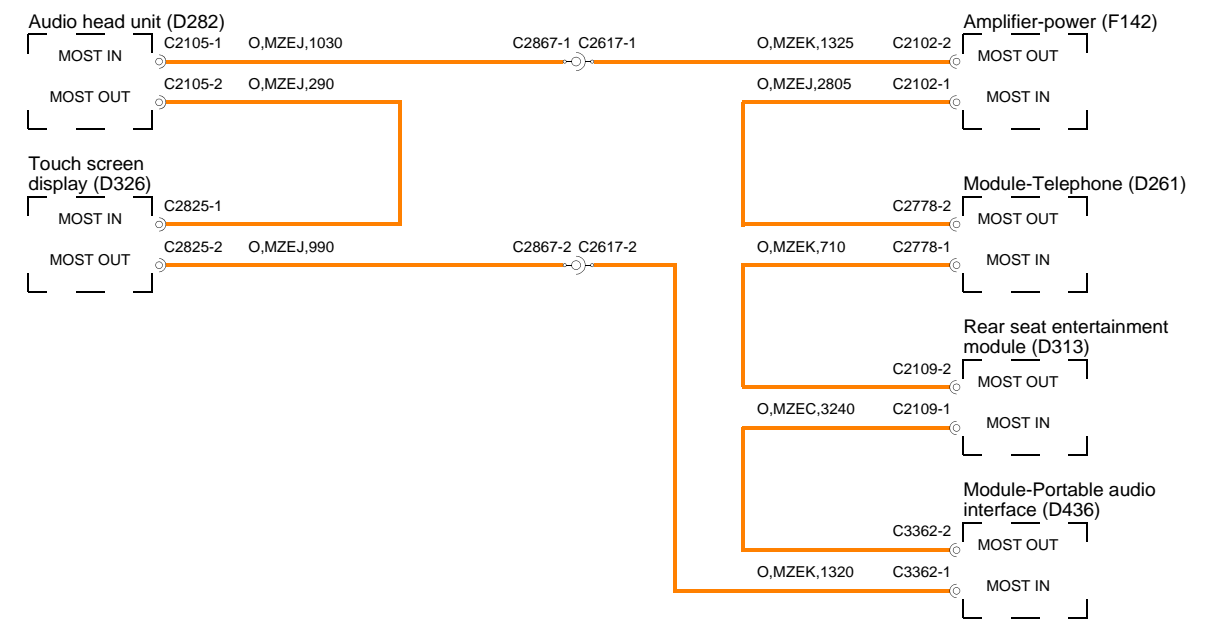 Audio head unit (D282)
MOST IN
C2105-1
O,MZEJ,1030
C2867-1
C2617-1
O,MZEK,1325
C2102-2
Amplifier-power (F142)
MOST OUT
MOST OUT
C2105-2
O,MZEJ,290
O,MZEJ,2805
C2102-1
MOST IN
Touch screen
display (D326)
MOST IN
C2825-1
C2778-2
Module-Telephone (D261)
MOST OUT
MOST OUT
C2825-2
O,MZEJ,990
C2867-2
C2617-2
O,MZEK,710
C2778-1
MOST IN
Rear seat entertainment
module (D313)
C2109-2
MOST OUT
O,MZEC,3240
C2109-1
MOST IN
Module-Portable audio
interface (D436)
C3362-2
MOST OUT
O,MZEK,1320
C3362-1
MOST IN